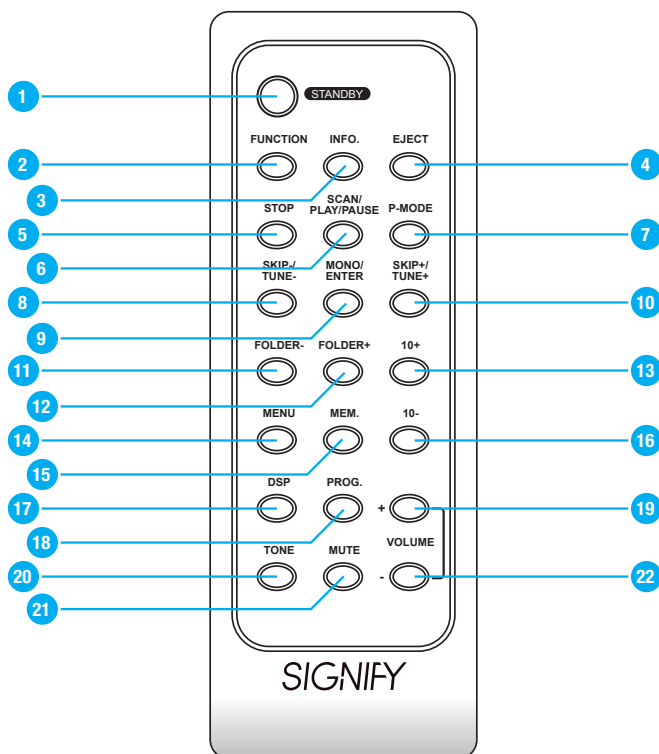 1 STANDBY
FUNCTION INFO. EJECT
2 4
3
STOP SCAN/ PLAY/PAUSE P-MODE
5 7
6
SKIP-/ TUNE- MONO/ ENTER SKIP+/ TUNE+
8 10
9
FOLDER- FOLDER+ 10+
11 13
12
MENU MEM. 10-
14 16
15
DSP PROG.
17 + 19
18
TONE MUTE VOLUME
20 - 22
21
SIGNIFY